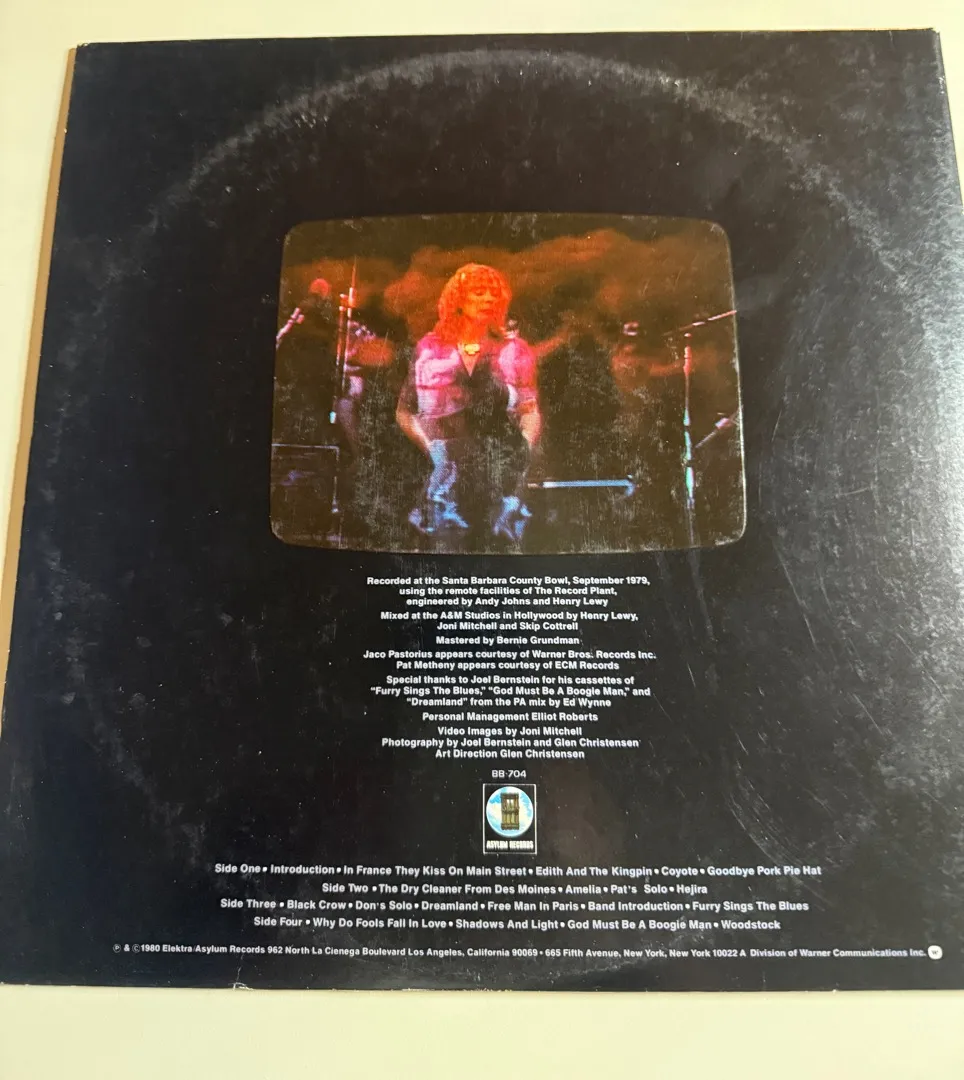 Recorded at the Santa Barbara County Bowl, September 1979,
using the remote facilities of The Record Plant,
engineered by Andy Johns and Henry Lewy
Mixed at the A&M Studios in Hollywood by Henry Lewy,
Joni Mitchell and Skip Cottrell
Mastered by Bernie Grundman
Jaco Pastorius appears courtesy of Warner Bros. Records Inc.
Pat Metheny appears courtesy of ECM Records
Special thanks to Joel Bernstein for his cassettes of
“Furry Sings The Blues,” “God Must Be A Boogie Man,” and
“Dreamland” from the PA mix by Ed Wynne
Personal Management Elliot Roberts
Video Images by Joni Mitchell
Photography by Joel Bernstein and Glen Christensen
Art Direction Glen Christensen
BB-704
ASYLUM RECORDS
Side One • Introduction • In France They Kiss On Main Street • Edith And The Kingpin • Coyote • Goodbye Pork Pie Hat
Side Two • The Dry Cleaner From Des Moines • Amelia • Pat's Solo • Hejira
Side Three • Black Crow • Don's Solo • Dreamland • Free Man In Paris • Band Introduction • Furry Sings The Blues
Side Four • Why Do Fools Fall In Love • Shadows And Light • God Must Be A Boogie Man • Woodstock
℗ & ©1980 Elektra/Asylum Records 962 North La Cienega Boulevard Los Angeles, California 90069 • 665 Fifth Avenue, New York, New York 10022 A Division of Warner Communications Inc.